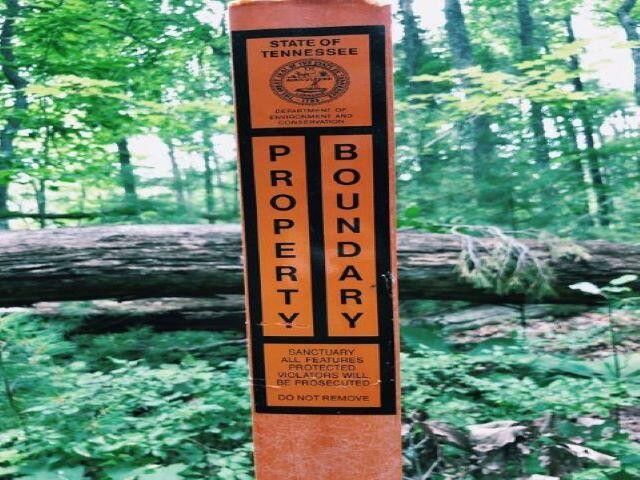 STATE OF
TENNESSEE
DEPARTMENT OF
ENVIRONMENT AND
CONSERVATION
PROPERTY
BOUNDARY
SANCTUARY
ALL FEATURES
PROTECTED
VIOLATORS WILL
BE PROSECUTED
DO NOT REMOVE